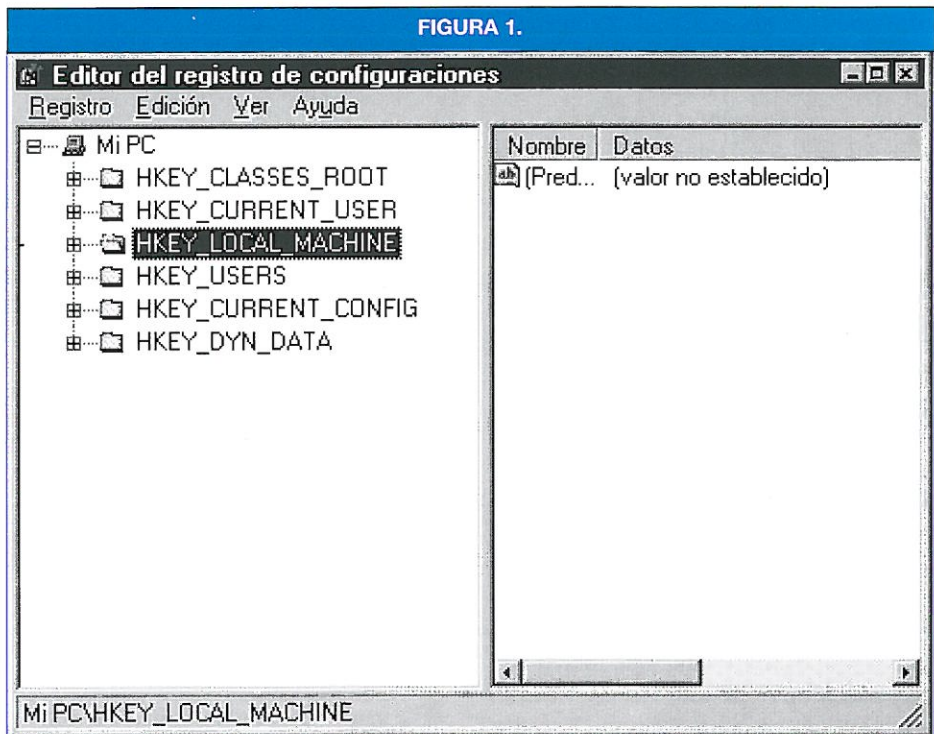 FIGURA 1.
Editor del registro de configuraciones
Registro Edición Ver Ayuda
Mi PC
HKEY_CLASSES_ROOT
HKEY_CURRENT_USER
HKEY_LOCAL_MACHINE
HKEY_USERS
HKEY_CURRENT_CONFIG
HKEY_DYN_DATA
Nombre Datos
ab (Pred... (valor no establecido)
Mi PC\HKEY_LOCAL_MACHINE